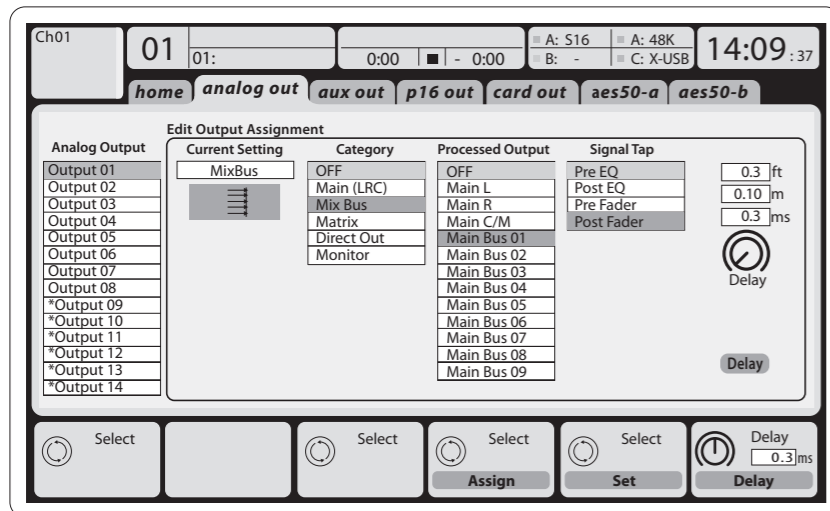 Ch01
01
01:
0:00
- 0:00
A: S16
B: -
A: 48K
C: X-USB
14:09:37
home
analog out
aux out
p16 out
card out
aes50-a
aes50-b
Edit Output Assignment
Analog Output
Current Setting
Category
Processed Output
Signal Tap
Output 01
Output 02
Output 03
Output 04
Output 05
Output 06
Output 07
Output 08
*Output 09
*Output 10
*Output 11
*Output 12
*Output 13
*Output 14
MixBus
OFF
Main (LRC)
Mix Bus
Matrix
Direct Out
Monitor
OFF
Main L
Main R
Main C/M
Main Bus 01
Main Bus 02
Main Bus 03
Main Bus 04
Main Bus 05
Main Bus 06
Main Bus 07
Main Bus 08
Main Bus 09
Pre EQ
Post EQ
Pre Fader
Post Fader
0.3 ft
0.10 m
0.3 ms
Delay
Delay
Select
Select
Select
Assign
Select
Set
Delay
0.3 ms
Delay